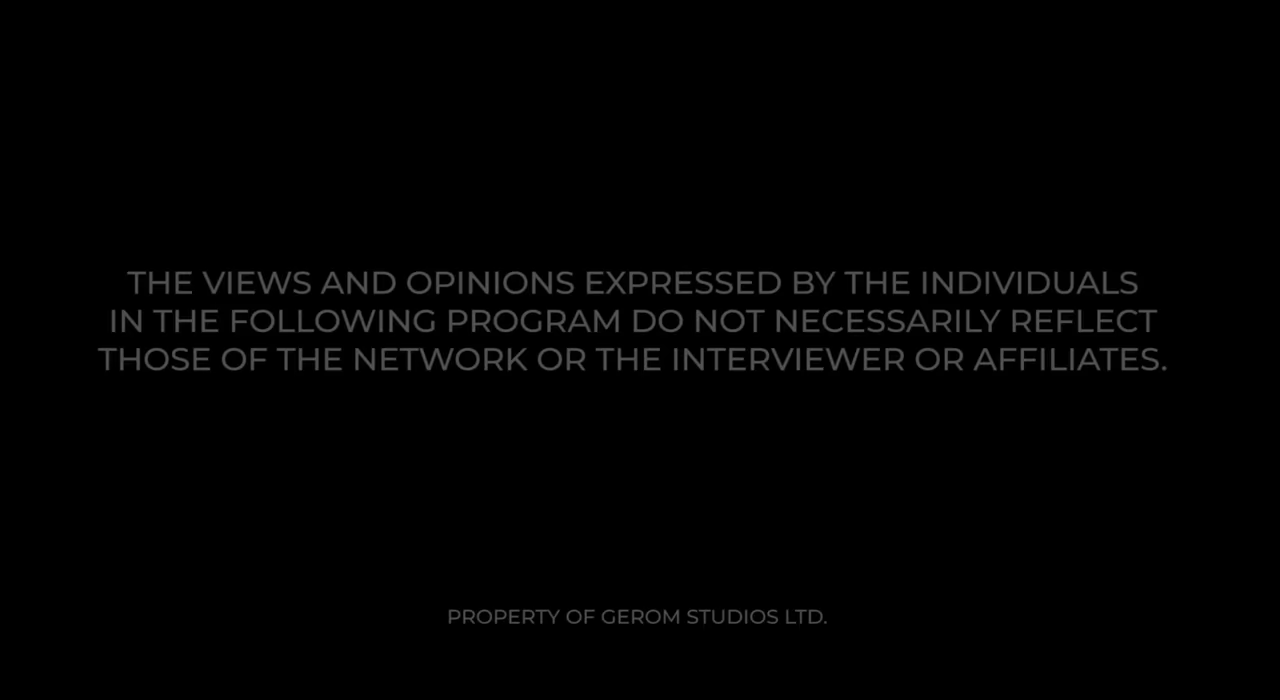 THE VIEWS AND OPINIONS EXPRESSED BY THE INDIVIDUALS
IN THE FOLLOWING PROGRAM DO NOT NECESSARILY REFLECT
THOSE OF THE NETWORK OR THE INTERVIEWER OR AFFILIATES.
PROPERTY OF GEROM STUDIOS LTD.